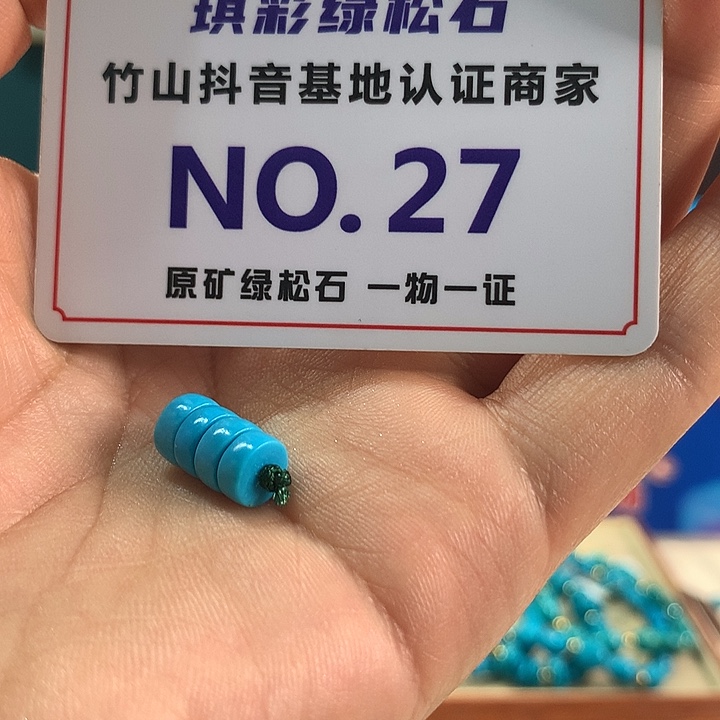 琪彩绿松石
竹山抖音基地认证商家
NO. 27
原矿绿松石 一物一证